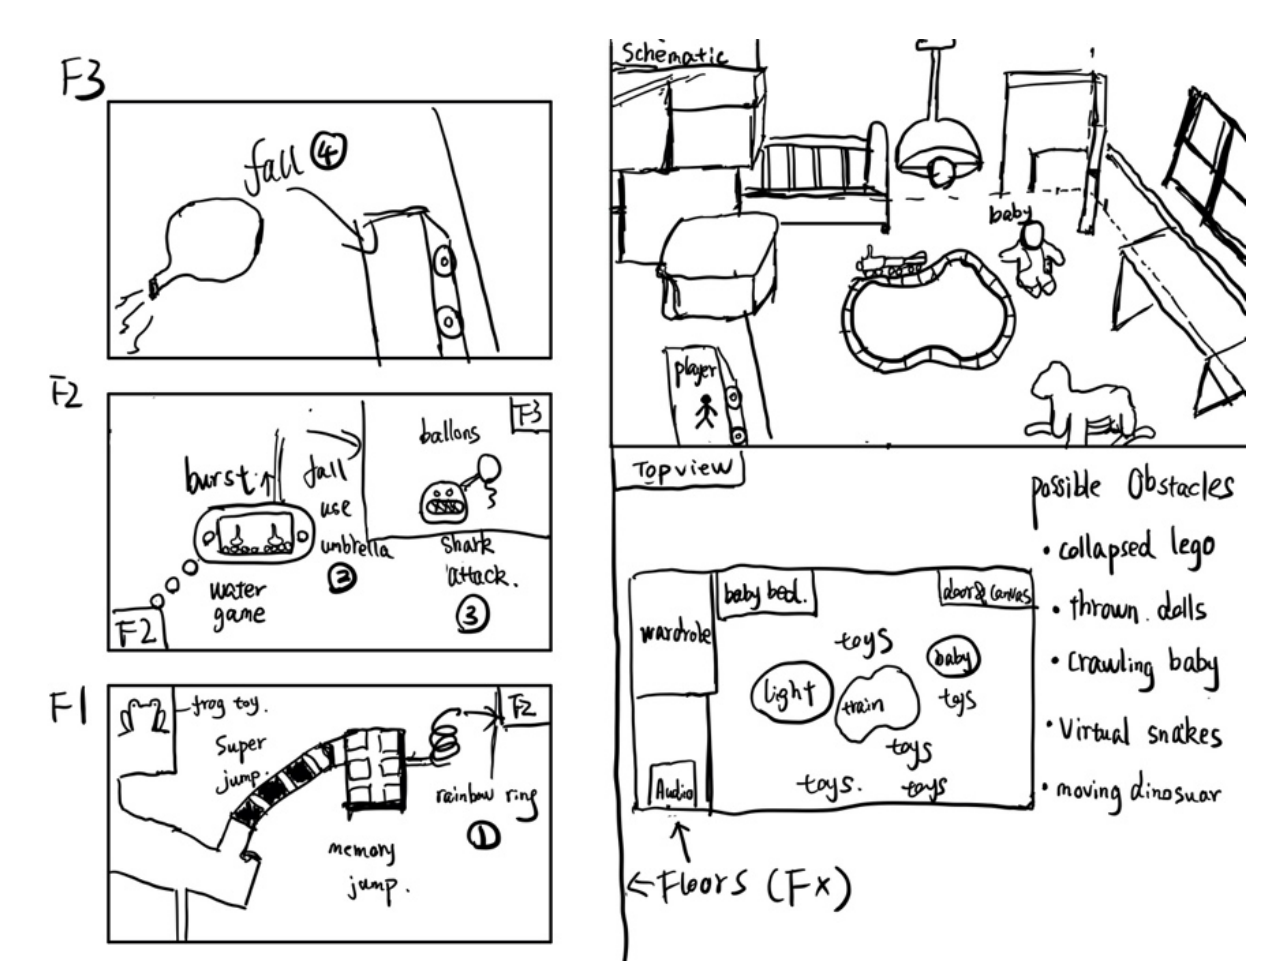 F3
fall ④
F2
F3
ballons
burst
fall
use
umbrella
②
shark
attack.
③
water
game
F2
F1
frog toy.
F2
Super
jump.
rainbow ring
①
memory
jump.
Schematic
baby
player
Topview
baby bed.
door & canvas
wardrobe
toys
baby
light
train
toys
toys
toys.
toys
Audio
←Floors (Fx)
possible Obstacles
• collapsed lego
• thrown. dolls
• Crawling baby
• Virtual snakes
• moving dinosuar